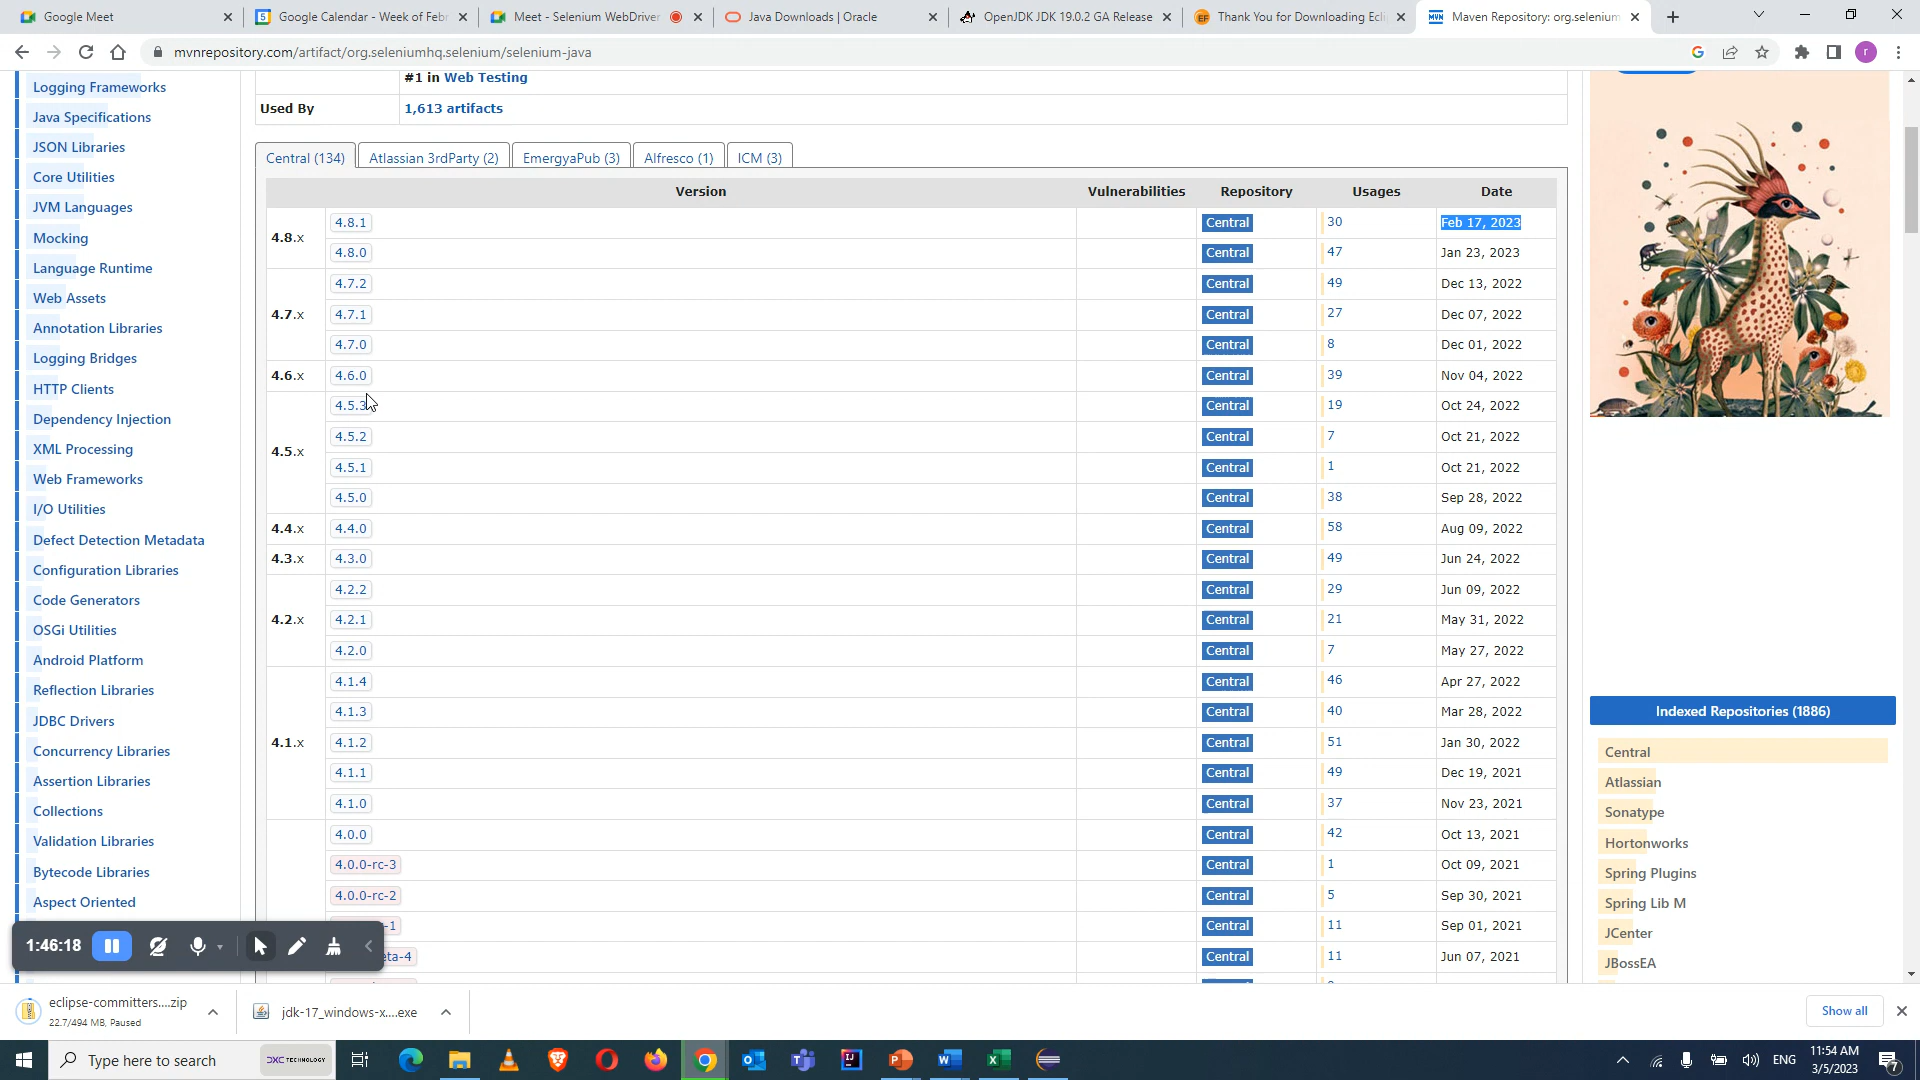 Google Meet
Google Calendar - Week of Febr
Meet - Selenium WebDriver
Java Downloads | Oracle
OpenJDK JDK 19.0.2 GA Release
Thank You for Downloading Ecli
Maven Repository: org.selenium
mvnrepository.com/artifact/org.seleniumhq.selenium/selenium-java
r
#1 in Web Testing
Used By 1,613 artifacts
Logging Frameworks
Java Specifications
JSON Libraries
Core Utilities
JVM Languages
Mocking
Language Runtime
Web Assets
Annotation Libraries
Logging Bridges
HTTP Clients
Dependency Injection
XML Processing
Web Frameworks
I/O Utilities
Defect Detection Metadata
Configuration Libraries
Code Generators
OSGi Utilities
Android Platform
Reflection Libraries
JDBC Drivers
Concurrency Libraries
Assertion Libraries
Collections
Validation Libraries
Bytecode Libraries
Aspect Oriented
Central (134) Atlassian 3rdParty (2) EmergyaPub (3) Alfresco (1) ICM (3)
Version Vulnerabilities Repository Usages Date
4.8.x
4.8.1 Central 30 Feb 17, 2023
4.8.0 Central 47 Jan 23, 2023
4.7.x
4.7.2 Central 49 Dec 13, 2022
4.7.1 Central 27 Dec 07, 2022
4.7.0 Central 8 Dec 01, 2022
4.6.x
4.6.0 Central 39 Nov 04, 2022
4.5.x
4.5.3 Central 19 Oct 24, 2022
4.5.2 Central 7 Oct 21, 2022
4.5.1 Central 1 Oct 21, 2022
4.5.0 Central 38 Sep 28, 2022
4.4.x
4.4.0 Central 58 Aug 09, 2022
4.3.x
4.3.0 Central 49 Jun 24, 2022
4.2.x
4.2.2 Central 29 Jun 09, 2022
4.2.1 Central 21 May 31, 2022
4.2.0 Central 7 May 27, 2022
4.1.x
4.1.4 Central 46 Apr 27, 2022
4.1.3 Central 40 Mar 28, 2022
4.1.2 Central 51 Jan 30, 2022
4.1.1 Central 49 Dec 19, 2021
4.1.0 Central 37 Nov 23, 2021
4.0.0 Central 42 Oct 13, 2021
4.0.0-rc-3 Central 1 Oct 09, 2021
4.0.0-rc-2 Central 5 Sep 30, 2021
-1 Central 11 Sep 01, 2021
eta-4 Central 11 Jun 07, 2021
Indexed Repositories (1886)
Central
Atlassian
Sonatype
Hortonworks
Spring Plugins
Spring Lib M
JCenter
JBossEA
1:46:18
eclipse-committers....zip
22.7/494 MB, Paused
jdk-17_windows-x....exe
Show all
Type here to search
DXC TECHNOLOGY
ENG
11:54 AM
3/5/2023
7